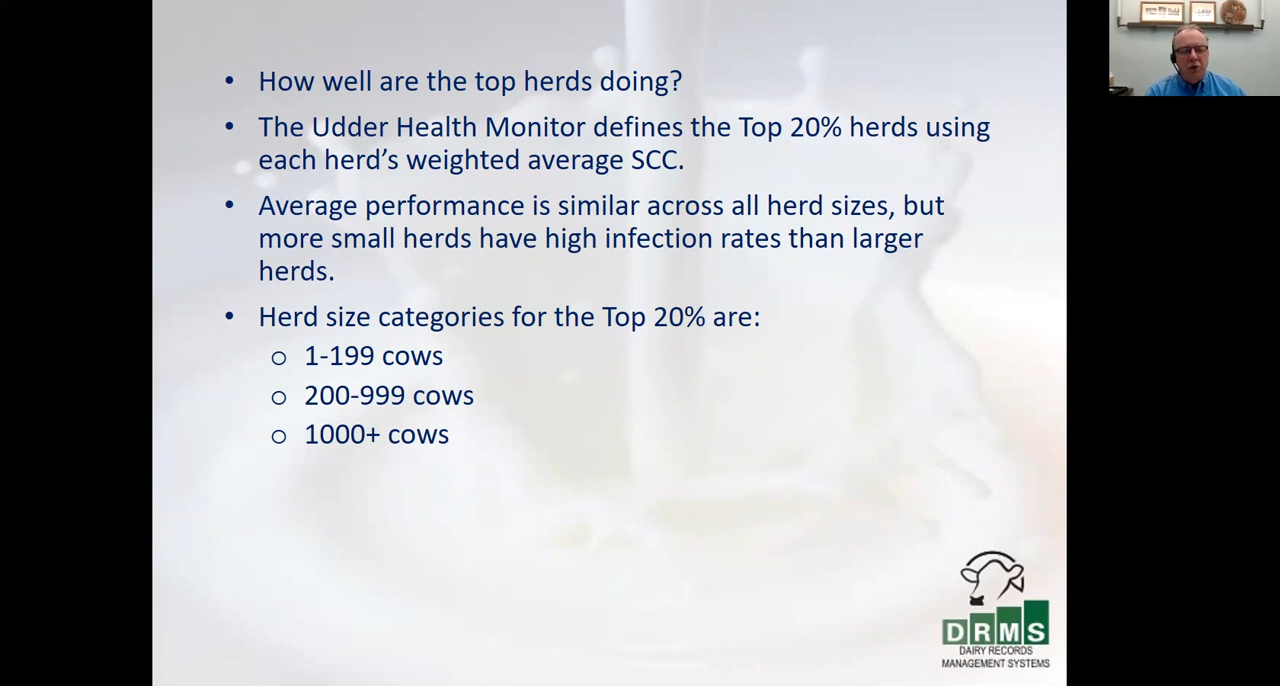 • How well are the top herds doing?
• The Udder Health Monitor defines the Top 20% herds using
each herd’s weighted average SCC.
• Average performance is similar across all herd sizes, but
more small herds have high infection rates than larger
herds.
• Herd size categories for the Top 20% are:
o 1-199 cows
o 200-999 cows
o 1000+ cows
DRMS
DAIRY RECORDS
MANAGEMENT SYSTEMS